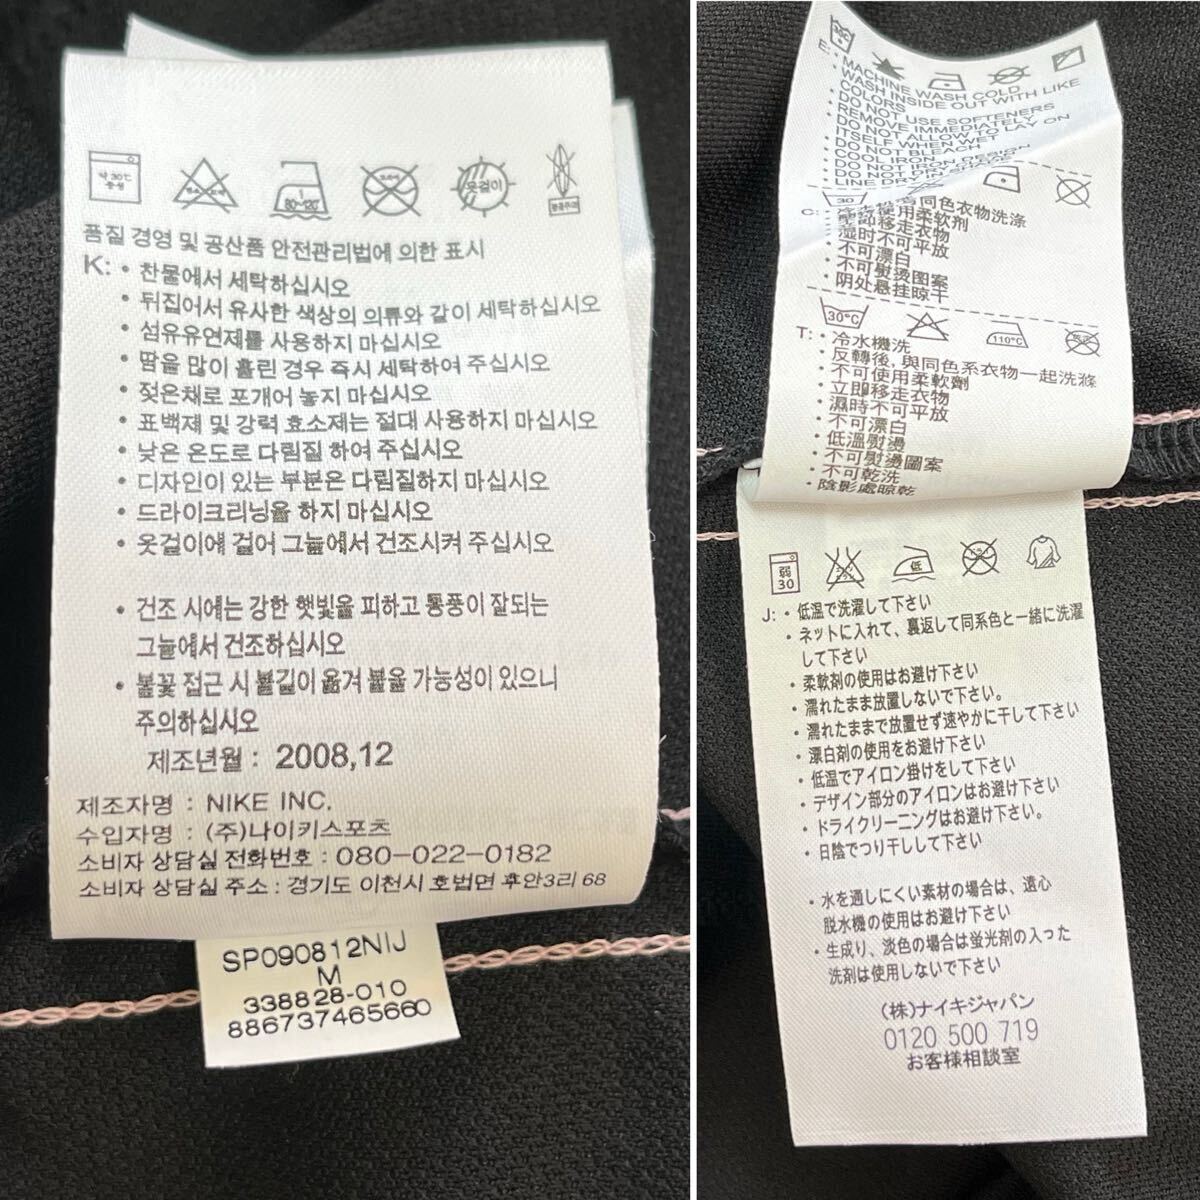 약 30℃
중성
80~120℃
드라이
옷걸이
품질 경영 및 공산품 안전관리법에 의한 표시
K: • 찬물에서 세탁하십시오
• 뒤집어서 유사한 색상의 의류와 같이 세탁하십시오
• 섬유유연제를 사용하지 마십시오
• 땀을 많이 흘린 경우 즉시 세탁하여 주십시오
• 젖은채로 포개어 놓지 마십시오
• 표백제 및 강력 효소제는 절대 사용하지 마십시오
• 낮은 온도로 다림질 하여 주십시오
• 디자인이 있는 부분은 다림질하지 마십시오
• 드라이크리닝을 하지 마십시오
• 옷걸이에 걸어 그늘에서 건조시켜 주십시오
• 건조 시에는 강한 햇빛을 피하고 통풍이 잘되는
그늘에서 건조하십시오
• 불꽃 접근 시 불길이 옮겨 붙을 가능성이 있으니
주의하십시오
제조년월 : 2008,12
제조자명 : NIKE INC.
수입자명 : (주)나이키스포츠
소비자 상담실 전화번호 : 080-022-0182
소비자 상담실 주소 : 경기도 이천시 호법면 후안3리 68
SP090812NIJ
M
338828-010
886737465660
30C
E: • MACHINE WASH COLD
WASH INSIDE OUT WITH LIKE
COLORS
• DO NOT USE SOFTENERS
• REMOVE IMMEDIATELY
• DO NOT ALLOW TO LAY ON
ITSELF WHEN WET
• DO NOT BLEACH
• COOL IRON
• DO NOT IRON DESIGN
LINE DRY
30
同色衣物洗涤
使用柔软剂
即移走衣物
湿时不可平放
不可漂白
不可熨烫图案
阴处悬挂晾干
30°C
110°C
T: • 冷水機洗
• 反轉後,與同色系衣物一起洗滌
• 不可使用柔軟劑
• 立即移走衣物
• 濕時不可平放
• 不可漂白
• 低溫熨燙
• 不可熨燙圖案
• 不可乾洗
• 陰影處晾乾
弱
30
低
J: • 低温で洗濯して下さい
• ネットに入れて、裏返して同系色と一緒に洗濯
して下さい
• 柔軟剤の使用はお避け下さい
• 濡れたまま放置しないで下さい。
• 濡れたままで放置せず速やかに干して下さい
• 漂白剤の使用をお避け下さい
• 低温でアイロン掛けをして下さい
• デザイン部分のアイロンはお避け下さい
• ドライクリーニングはお避け下さい。
• 日陰でつり干しして下さい
• 水を通しにくい素材の場合は、遠心
脱水機の使用はお避け下さい
• 生成り、淡色の場合は蛍光剤の入った
洗剤は使用しないで下さい
(株)ナイキジャパン
0120 500 719
お客様相談室